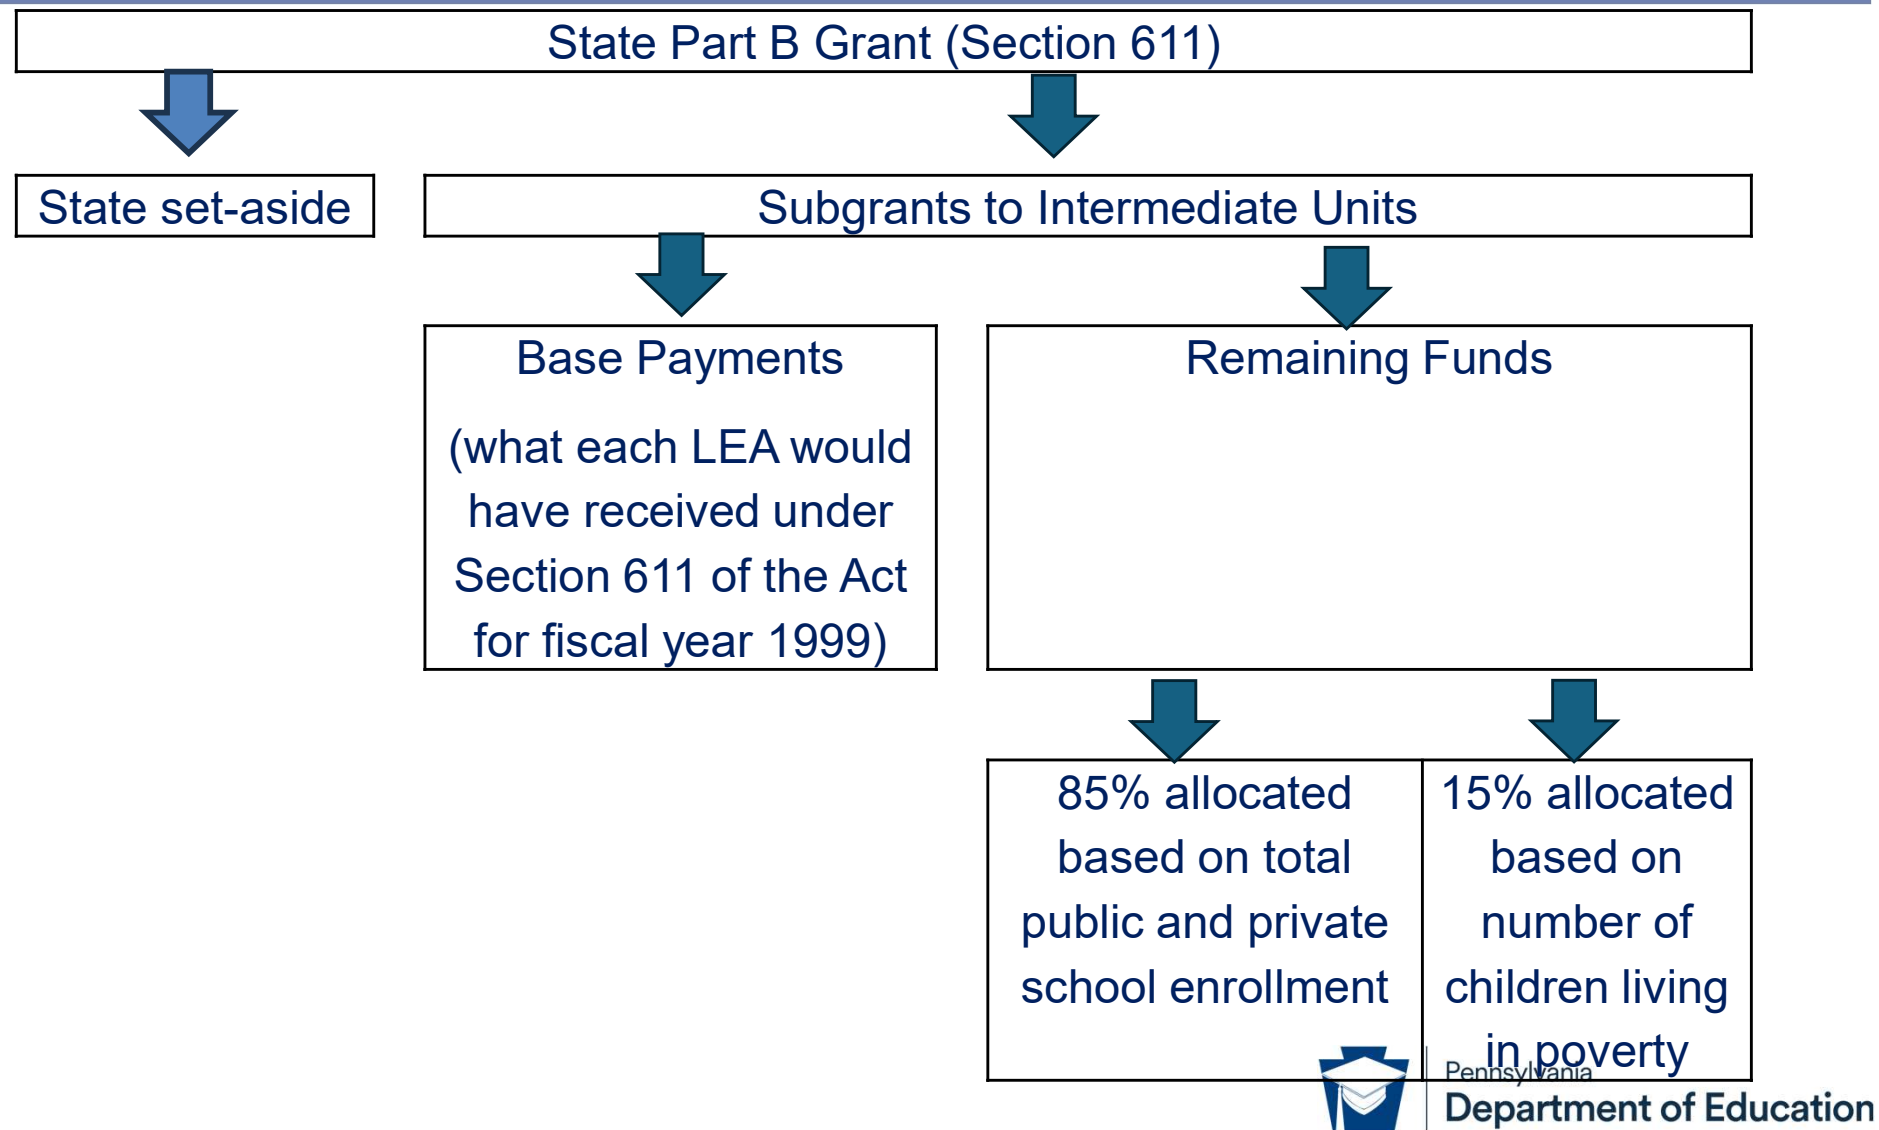 State Part B Grant (Section 611)
State set-aside
Subgrants to Intermediate Units
Base Payments
(what each LEA would
have received under
Section 611 of the Act
for fiscal year 1999)
Remaining Funds
85% allocated
based on total
public and private
school enrollment
15% allocated
based on
number of
children living
in poverty
Pennsylvania
Department of Education